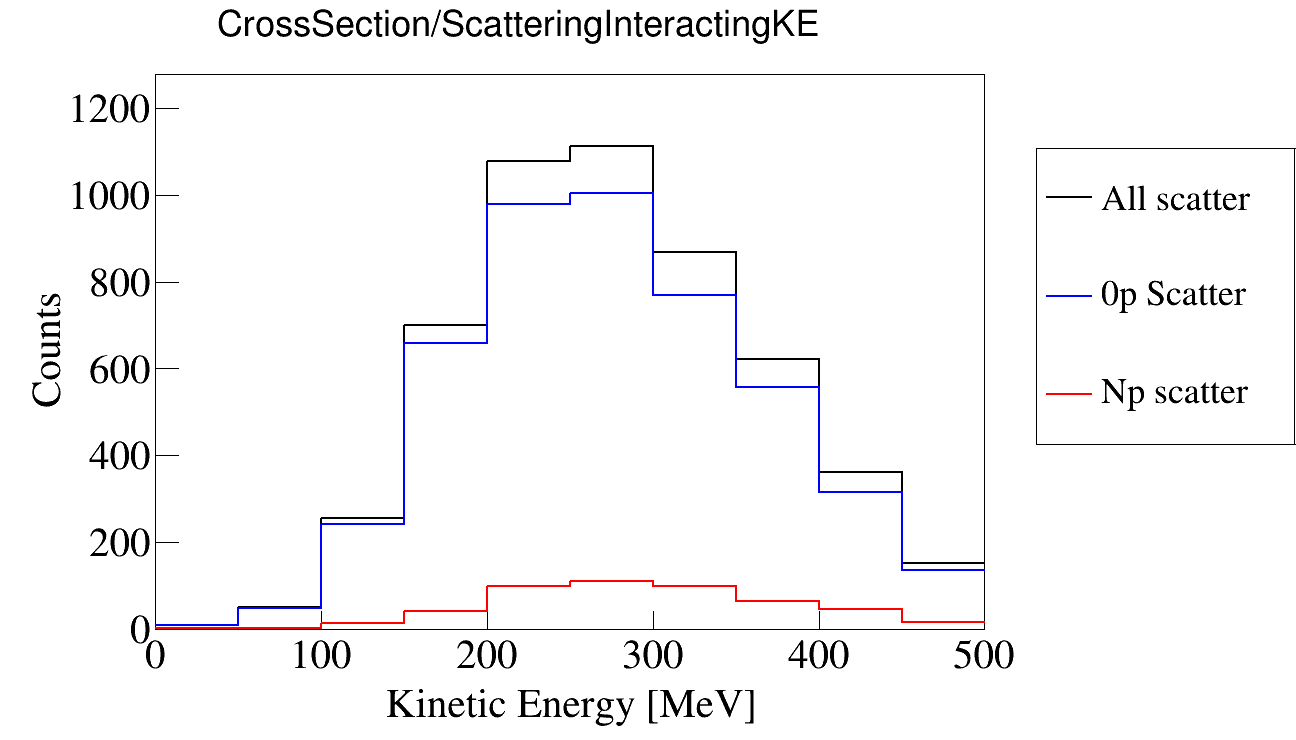 CrossSection/ScatteringInteractingKE
1200
1000
800
600
400
200
0
Counts
0 100 200 300 400 500
Kinetic Energy [MeV]
All scatter
0p Scatter
Np scatter